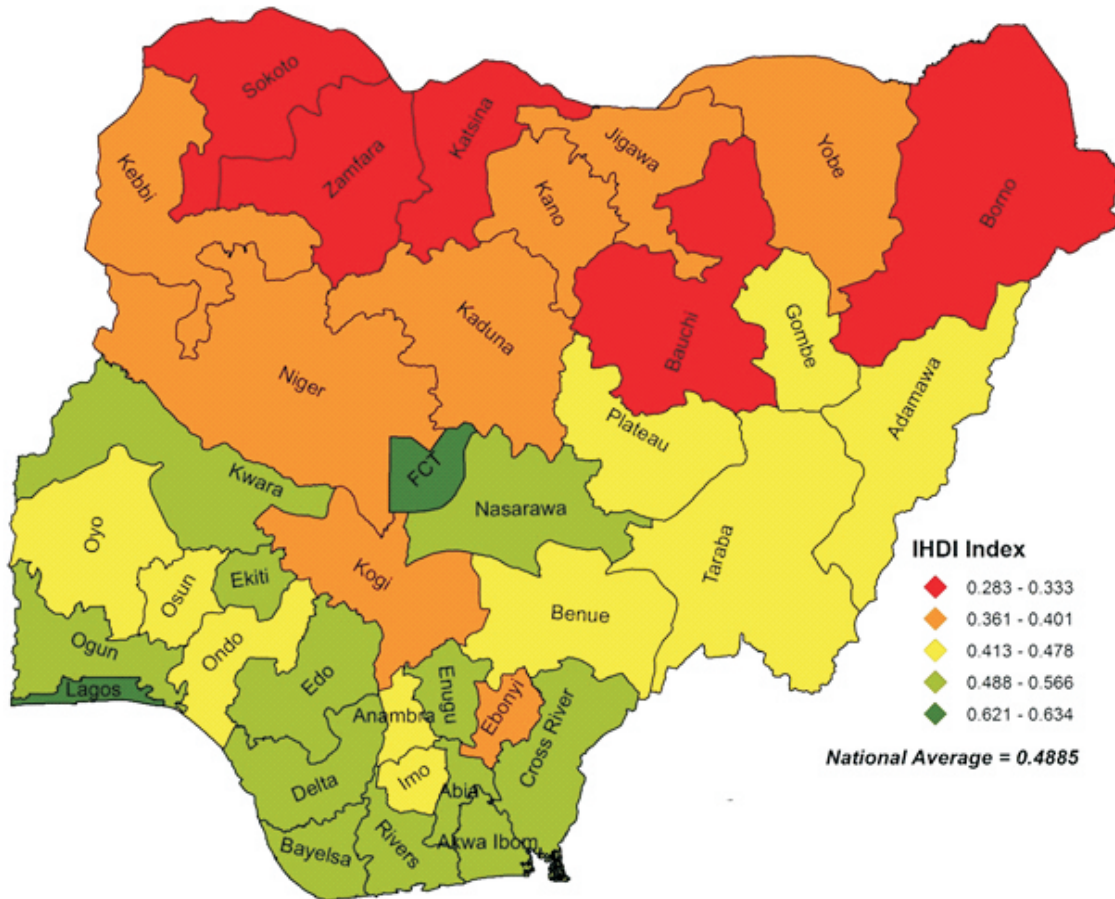 Sokoto
Katsina
Zamfara
Kebbi
Jigawa
Kano
Yobe
Borno
Kaduna
Bauchi
Gombe
Niger
Adamawa
Plateau
FCT
Kwara
Nasarawa
Oyo
Taraba
Kogi
Ekiti
Osun
Benue
Ogun
Ondo
Edo
Enugu
Lagos
Anambra
Ebonyi
Cross River
Imo
Delta
Abia
Bayelsa
Rivers
Akwa Ibom
IHDI Index
0.283 - 0.333
0.361 - 0.401
0.413 - 0.478
0.488 - 0.566
0.621 - 0.634
National Average = 0.4885